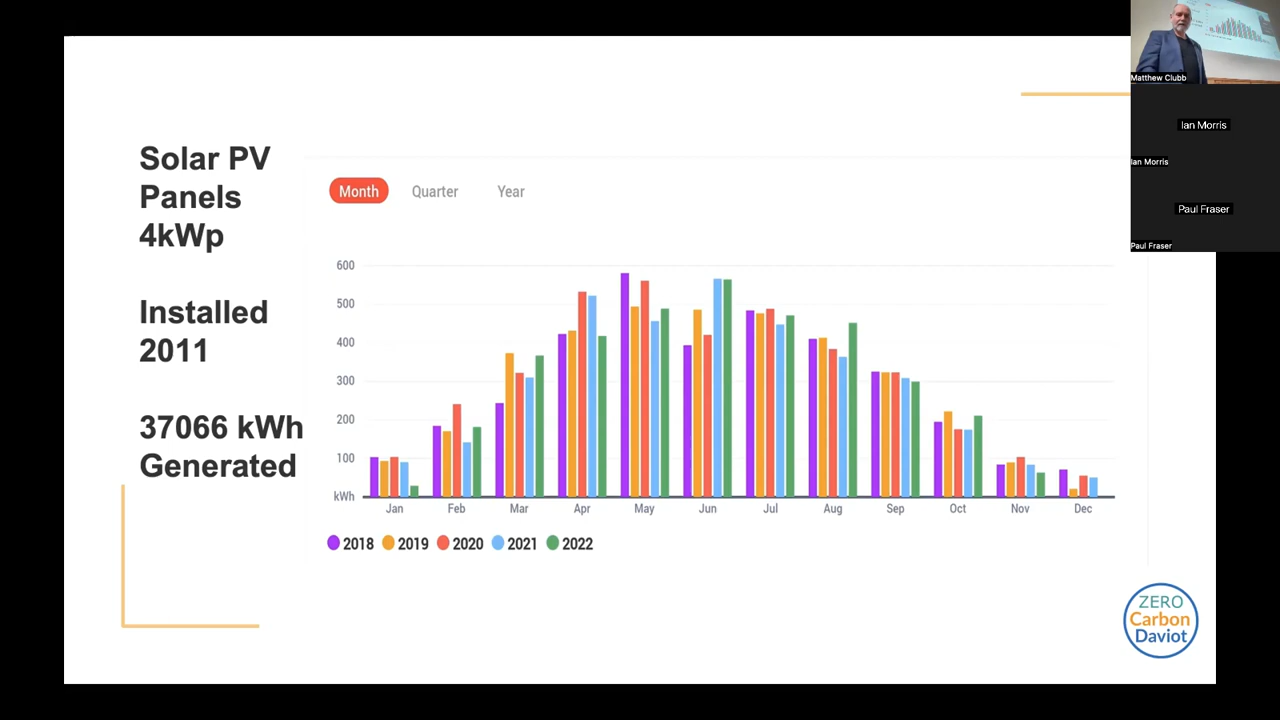 Solar PV
Panels
4kWp
Installed
2011
37066 kWh
Generated
Month Quarter Year
600
500
400
300
200
100
kWh
Jan Feb Mar Apr May Jun Jul Aug Sep Oct Nov Dec
2018 2019 2020 2021 2022
Matthew Clubb
Ian Morris
Ian Morris
Paul Fraser
Paul Fraser
ZERO
Carbon
Daviot